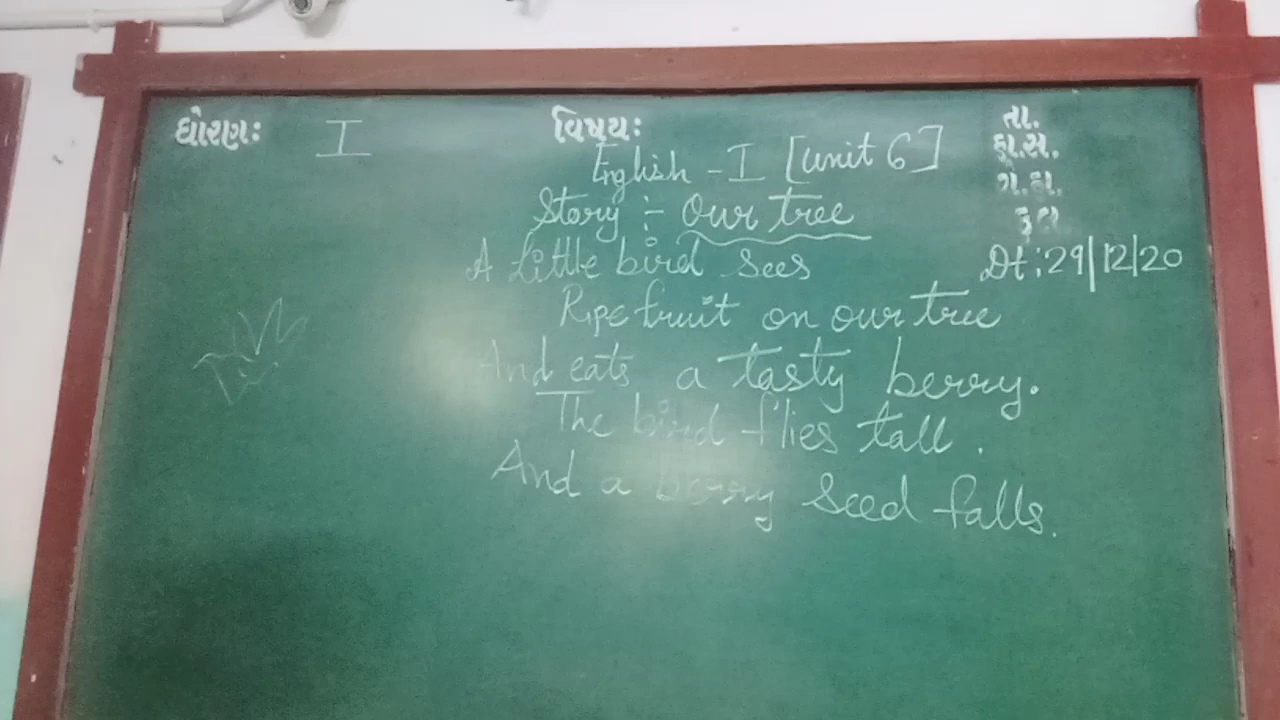 ધોરણ: I વિષય: તા.
English - I [unit 6] હા.સ.
Story :- Our tree ગ.હા.
A little bird sees કુલ
Dt:29/12/20
Ripe fruit on our tree
And eats a tasty berry.
The bird flies tall.
And a berry seed falls.